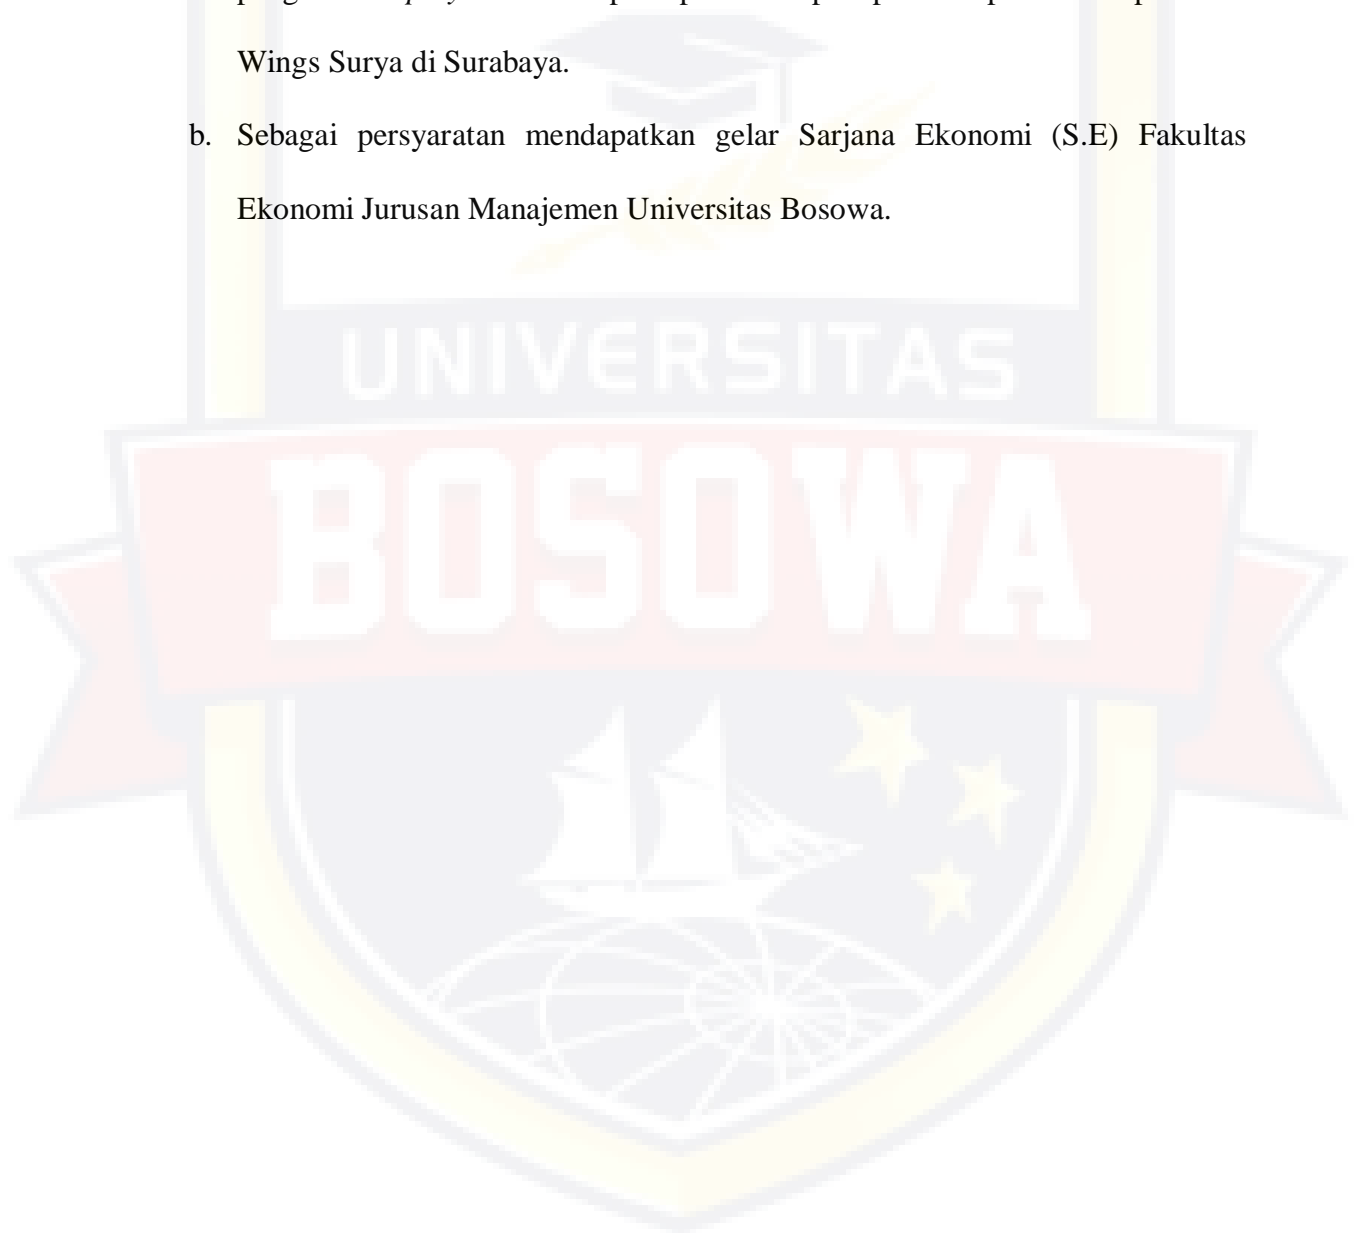 Wings Surya di Surabaya.
b. Sebagai persyaratan mendapatkan gelar Sarjana Ekonomi (S.E) Fakultas
Ekonomi Jurusan Manajemen Universitas Bosowa.
UNIVERSITAS
BOSOWA